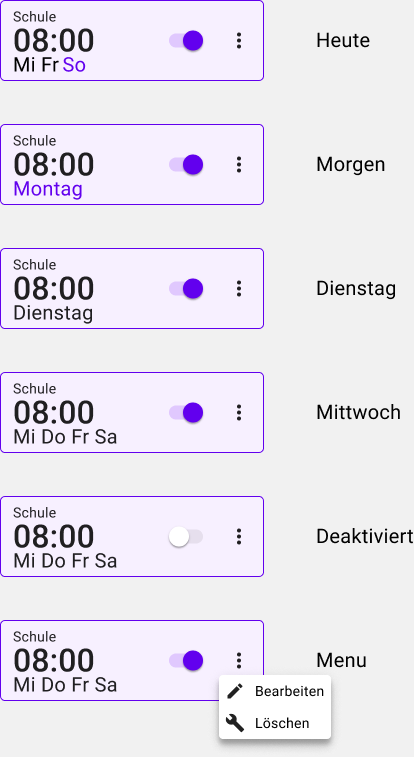 Schule
08:00
Mi Fr So
Heute
Schule
08:00
Montag
Morgen
Schule
08:00
Dienstag
Dienstag
Schule
08:00
Mi Do Fr Sa
Mittwoch
Schule
08:00
Mi Do Fr Sa
Deaktiviert
Schule
08:00
Mi Do Fr Sa
Menu
Bearbeiten
Löschen